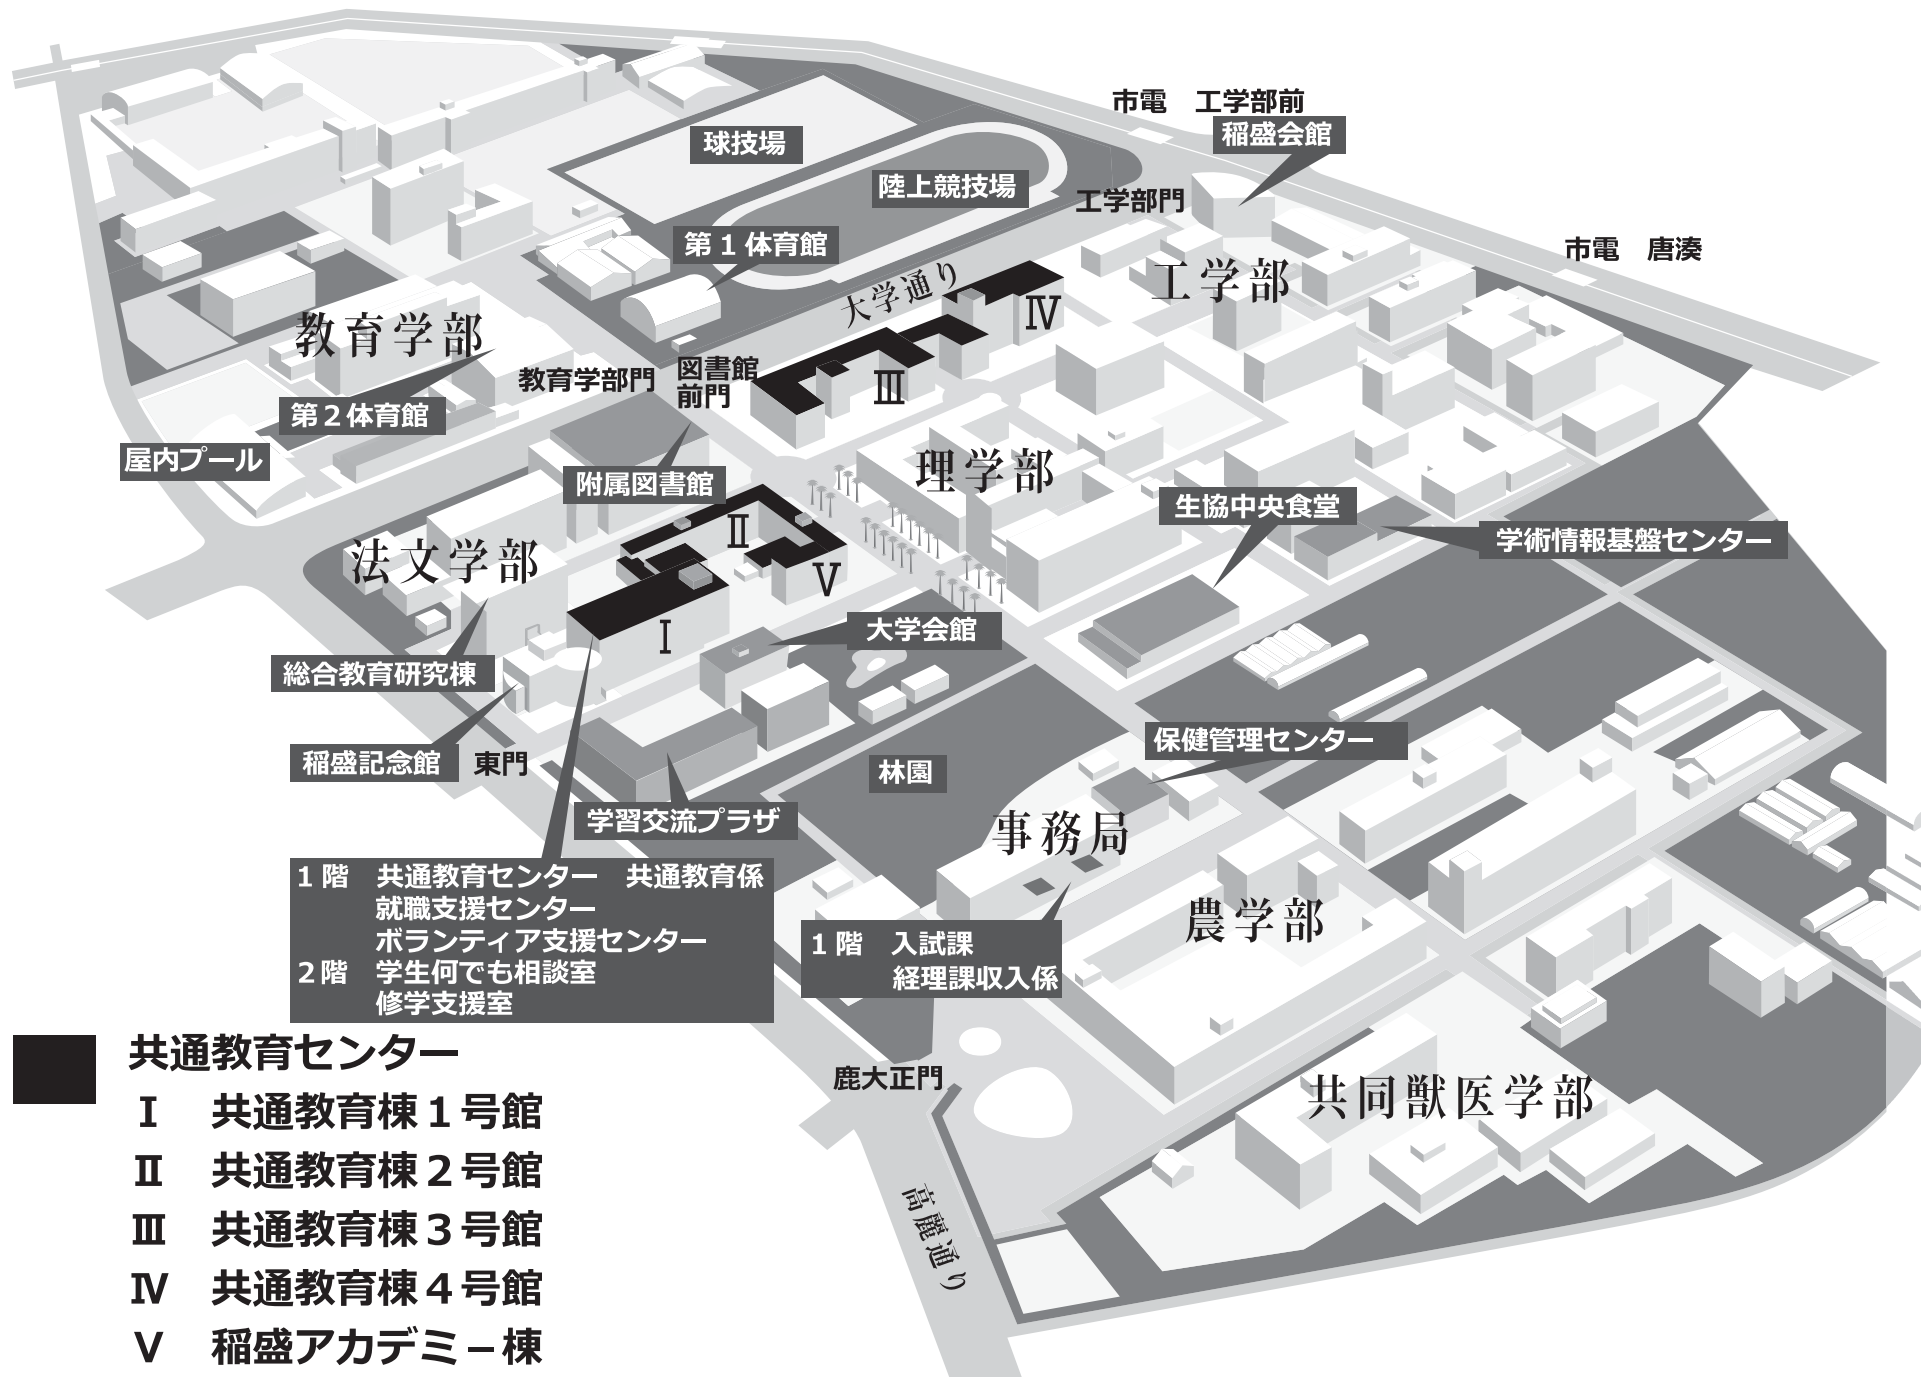 市電　工学部前
稲盛会館
球技場
陸上競技場
工学部門
第１体育館
市電　唐湊
大学通り
工学部
Ⅳ
教育学部
教育学部門
図書館
前門
Ⅲ
第２体育館
屋内プール
附属図書館
理学部
生協中央食堂
学術情報基盤センター
Ⅱ
法文学部
Ⅴ
Ⅰ
大学会館
総合教育研究棟
稲盛記念館
東門
保健管理センター
林園
学習交流プラザ
事務局
１階　共通教育センター　共通教育係
就職支援センター
ボランティア支援センター
２階　学生何でも相談室
修学支援室
１階　入試課
経理課収入係
農学部
共同獣医学部
鹿大正門
高麗通り
共通教育センター
Ⅰ　共通教育棟１号館
Ⅱ　共通教育棟２号館
Ⅲ　共通教育棟３号館
Ⅳ　共通教育棟４号館
Ⅴ　稲盛アカデミー棟